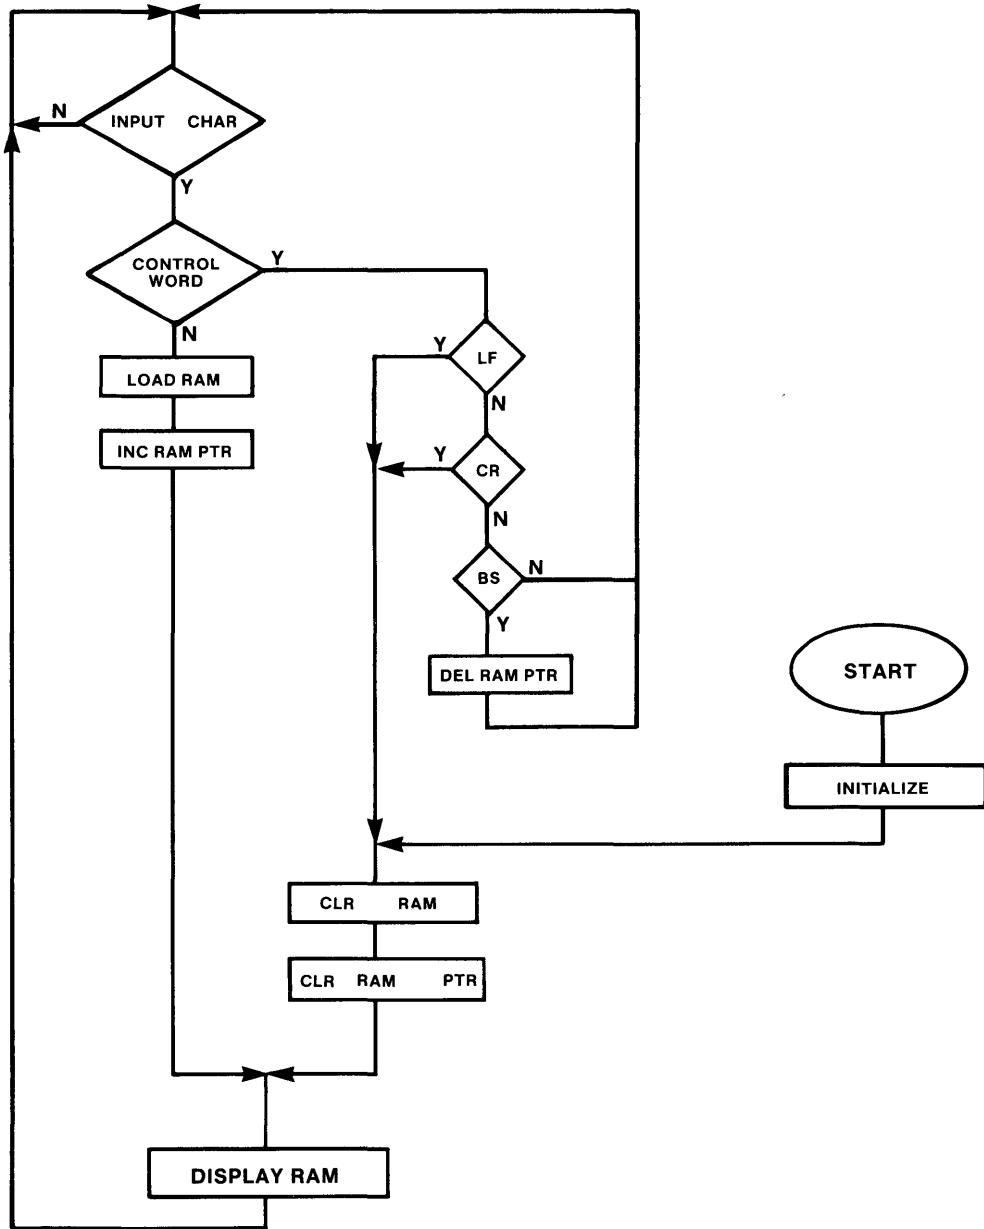 N
INPUT CHAR
Y
CONTROL
WORD
Y
N
LOAD RAM
INC RAM PTR
Y
LF
N
Y
CR
N
BS
N
Y
DEL RAM PTR
START
INITIALIZE
CLR RAM
CLR RAM PTR
DISPLAY RAM